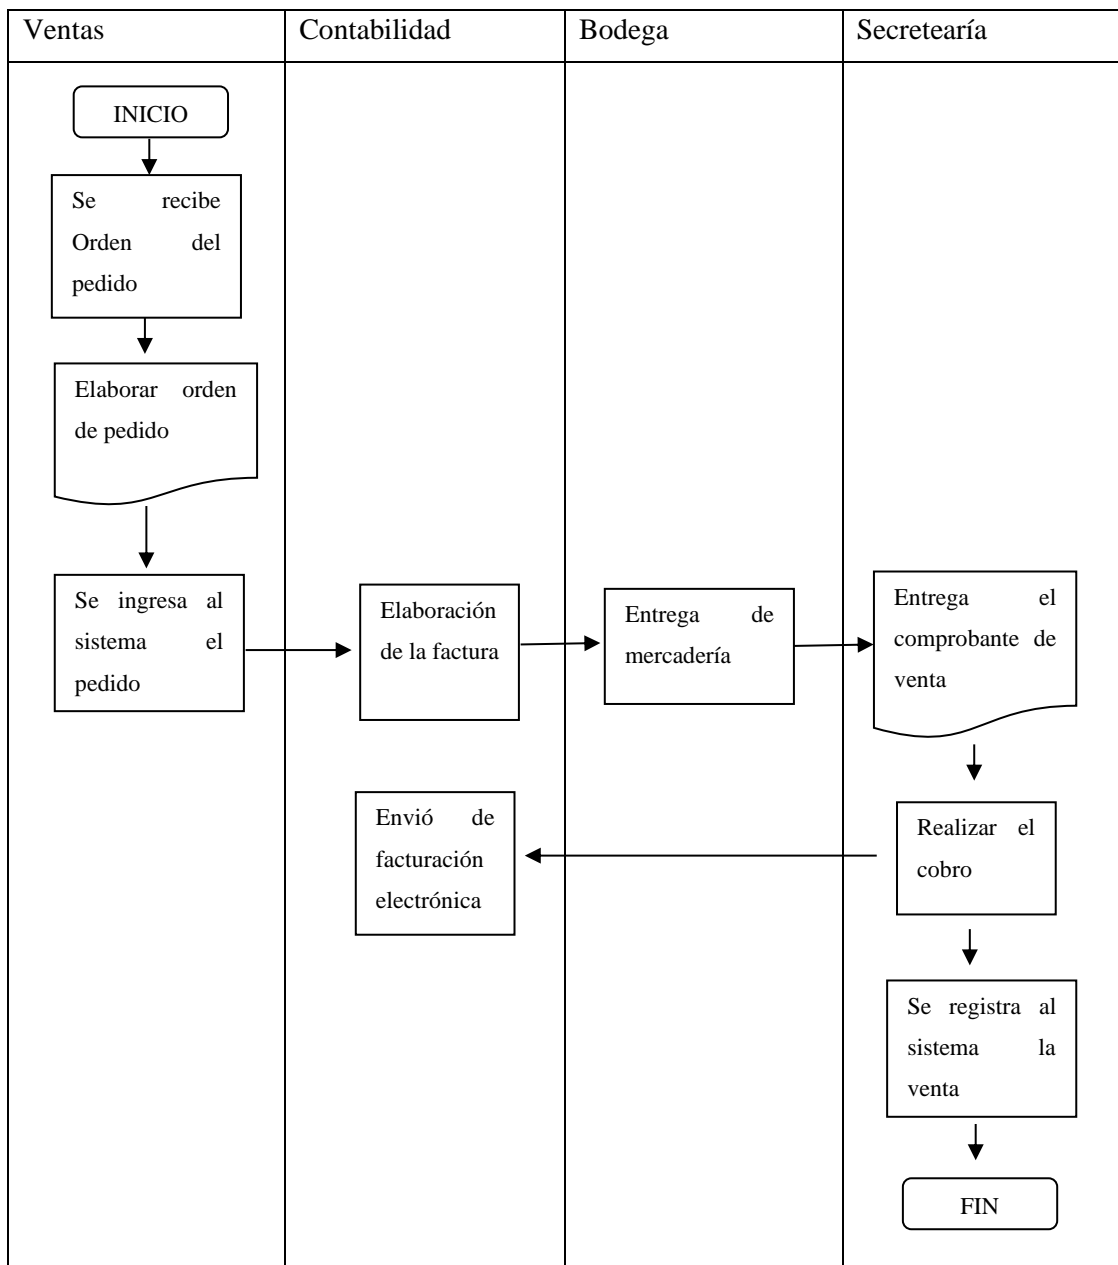 Ventas
Contabilidad
Bodega
Secretearía
INICIO
Se recibe
Orden del
pedido
Elaborar orden
de pedido
Se ingresa al
sistema el
pedido
Elaboración
de la factura
Entrega de
mercadería
Entrega el
comprobante de
venta
Envió de
facturación
electrónica
Realizar el
cobro
Se registra al
sistema la
venta
FIN